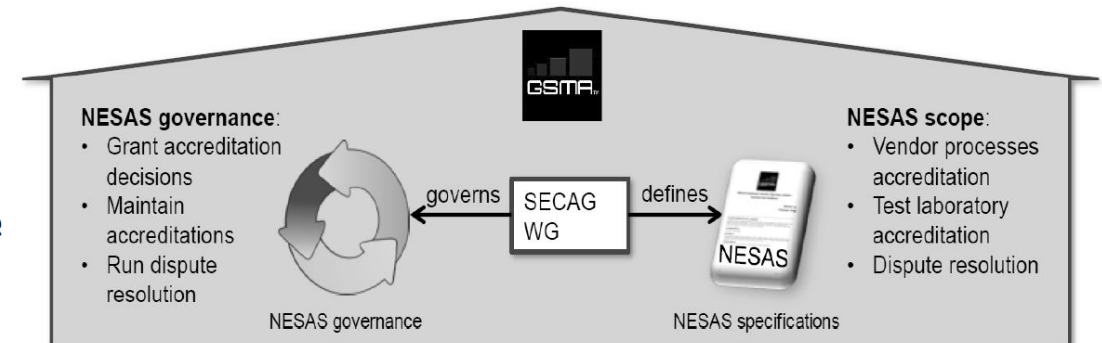 GSMA
NESAS governance:
• Grant accreditation
decisions
• Maintain
accreditations
• Run dispute
resolution
governs
SECAG
WG
defines
NESAS
NESAS scope:
• Vendor processes
accreditation
• Test laboratory
accreditation
• Dispute resolution
NESAS governance
NESAS specifications